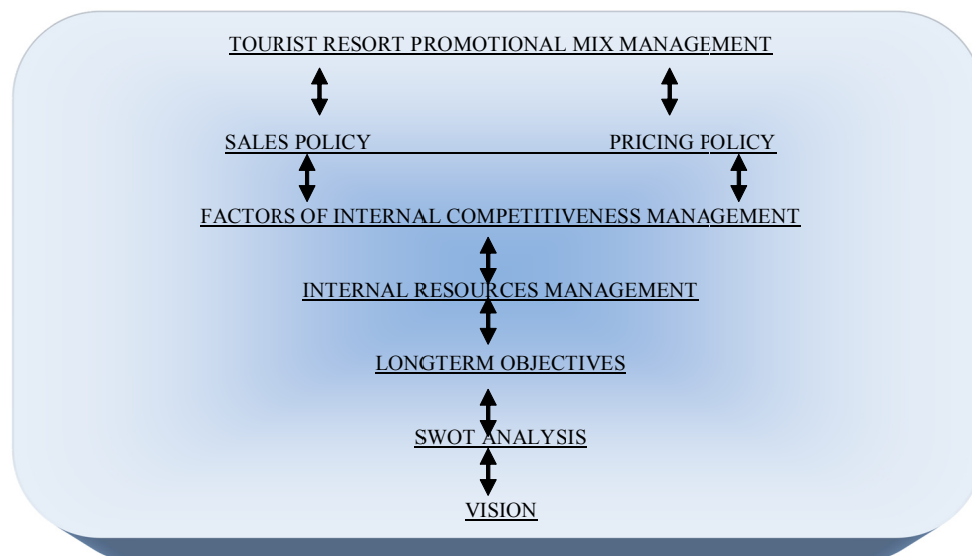 TOURIST RESORT PROMOTIONAL MIX MANAGEMENT
SALES POLICY PRICING POLICY
FACTORS OF INTERNAL COMPETITIVENESS MANAGEMENT
INTERNAL RESOURCES MANAGEMENT
LONGTERM OBJECTIVES
SWOT ANALYSIS
VISION